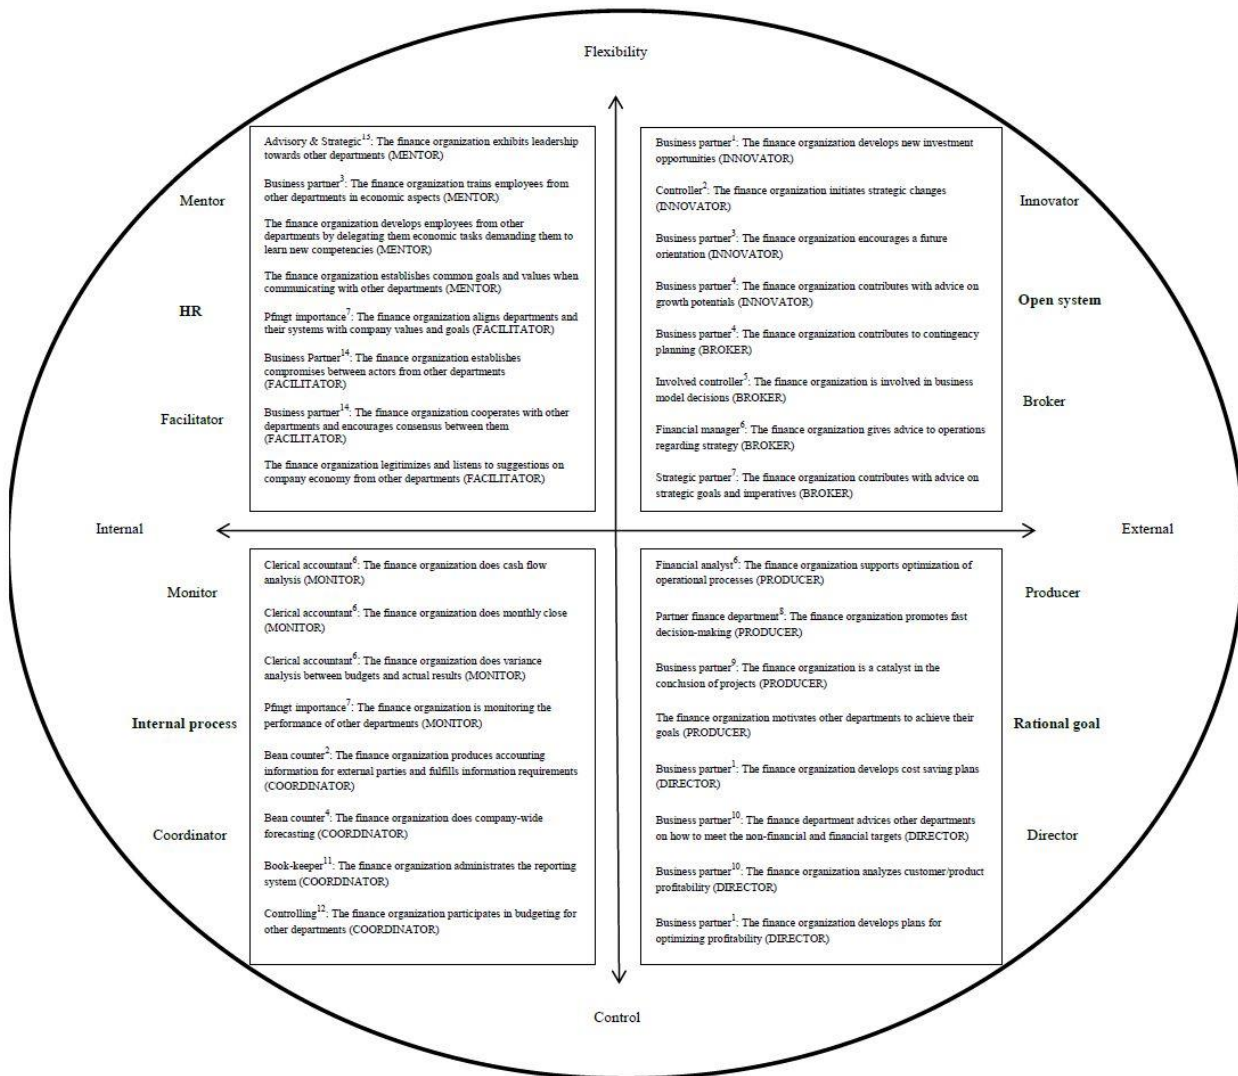 Flexibility
Mentor
HR
Facilitator
Advisory & Strategic15: The finance organization exhibits leadership
towards other departments (MENTOR)
Business partner3: The finance organization trains employees from
other departments in economic aspects (MENTOR)
The finance organization develops employees from other
departments by delegating them economic tasks demanding them to
learn new competencies (MENTOR)
The finance organization establishes common goals and values when
communicating with other departments (MENTOR)
Pfmgt importance7: The finance organization aligns departments and
their systems with company values and goals (FACILITATOR)
Business Partner14: The finance organization establishes
compromises between actors from other departments
(FACILITATOR)
Business partner14: The finance organization cooperates with other
departments and encourages consensus between them
(FACILITATOR)
The finance organization legitimizes and listens to suggestions on
company economy from other departments (FACILITATOR)
Business partner1: The finance organization develops new investment
opportunities (INNOVATOR)
Controller2: The finance organization initiates strategic changes
(INNOVATOR)
Business partner3: The finance organization encourages a future
orientation (INNOVATOR)
Business partner4: The finance organization contributes with advice on
growth potentials (INNOVATOR)
Business partner4: The finance organization contributes to contingency
planning (BROKER)
Involved controller5: The finance organization is involved in business
model decisions (BROKER)
Financial manager6: The finance organization gives advice to operations
regarding strategy (BROKER)
Strategic partner7: The finance organization contributes with advice on
strategic goals and imperatives (BROKER)
Innovator
Open system
Broker
Internal
External
Monitor
Internal process
Coordinator
Clerical accountant6: The finance organization does cash flow
analysis (MONITOR)
Clerical accountant6: The finance organization does monthly close
(MONITOR)
Clerical accountant6: The finance organization does variance
analysis between budgets and actual results (MONITOR)
Pfmgt importance7: The finance organization is monitoring the
performance of other departments (MONITOR)
Bean counter2: The finance organization produces accounting
information for external parties and fulfills information requirements
(COORDINATOR)
Bean counter4: The finance organization does company-wide
forecasting (COORDINATOR)
Book-keeper11: The finance organization administrates the reporting
system (COORDINATOR)
Controlling12: The finance organization participates in budgeting for
other departments (COORDINATOR)
Financial analyst6: The finance organization supports optimization of
operational processes (PRODUCER)
Partner finance department8: The finance organization promotes fast
decision-making (PRODUCER)
Business partner9: The finance organization is a catalyst in the
conclusion of projects (PRODUCER)
The finance organization motivates other departments to achieve their
goals (PRODUCER)
Business partner1: The finance organization develops cost saving plans
(DIRECTOR)
Business partner10: The finance department advices other departments
on how to meet the non-financial and financial targets (DIRECTOR)
Business partner10: The finance organization analyzes customer/product
profitability (DIRECTOR)
Business partner1: The finance organization develops plans for
optimizing profitability (DIRECTOR)
Producer
Rational goal
Director
Control